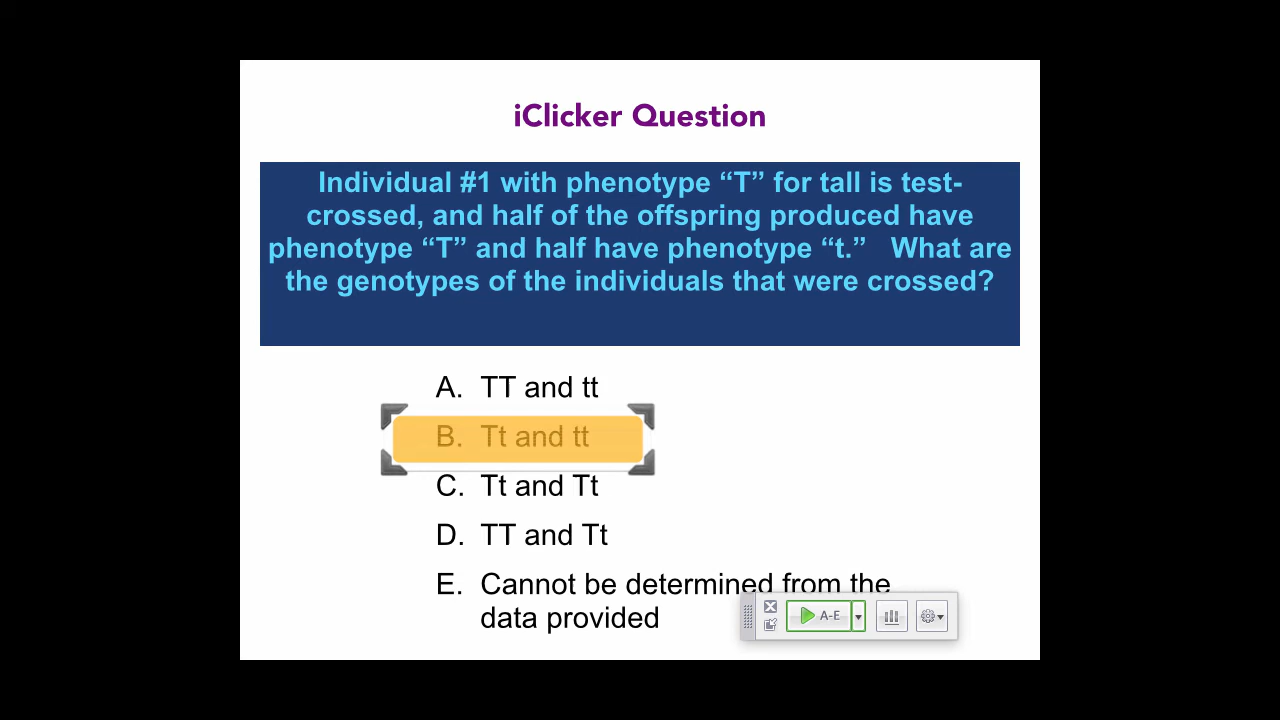 iClicker Question
Individual #1 with phenotype “T” for tall is test-
crossed, and half of the offspring produced have
phenotype “T” and half have phenotype “t.”   What are
the genotypes of the individuals that were crossed?
A. TT and tt
B. Tt and tt
C. Tt and Tt
D. TT and Tt
E. Cannot be determined from the
data provided
A-E